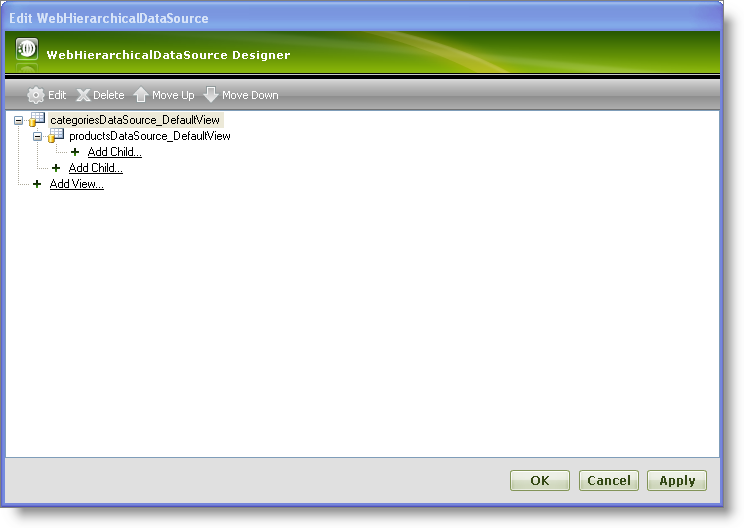 Edit WebHierarchicalDataSource
WebHierarchicalDataSource Designer
Edit Delete Move Up Move Down
categoriesDataSource_DefaultView
productsDataSource_DefaultView
Add Child...
Add Child...
Add View...
OK Cancel Apply